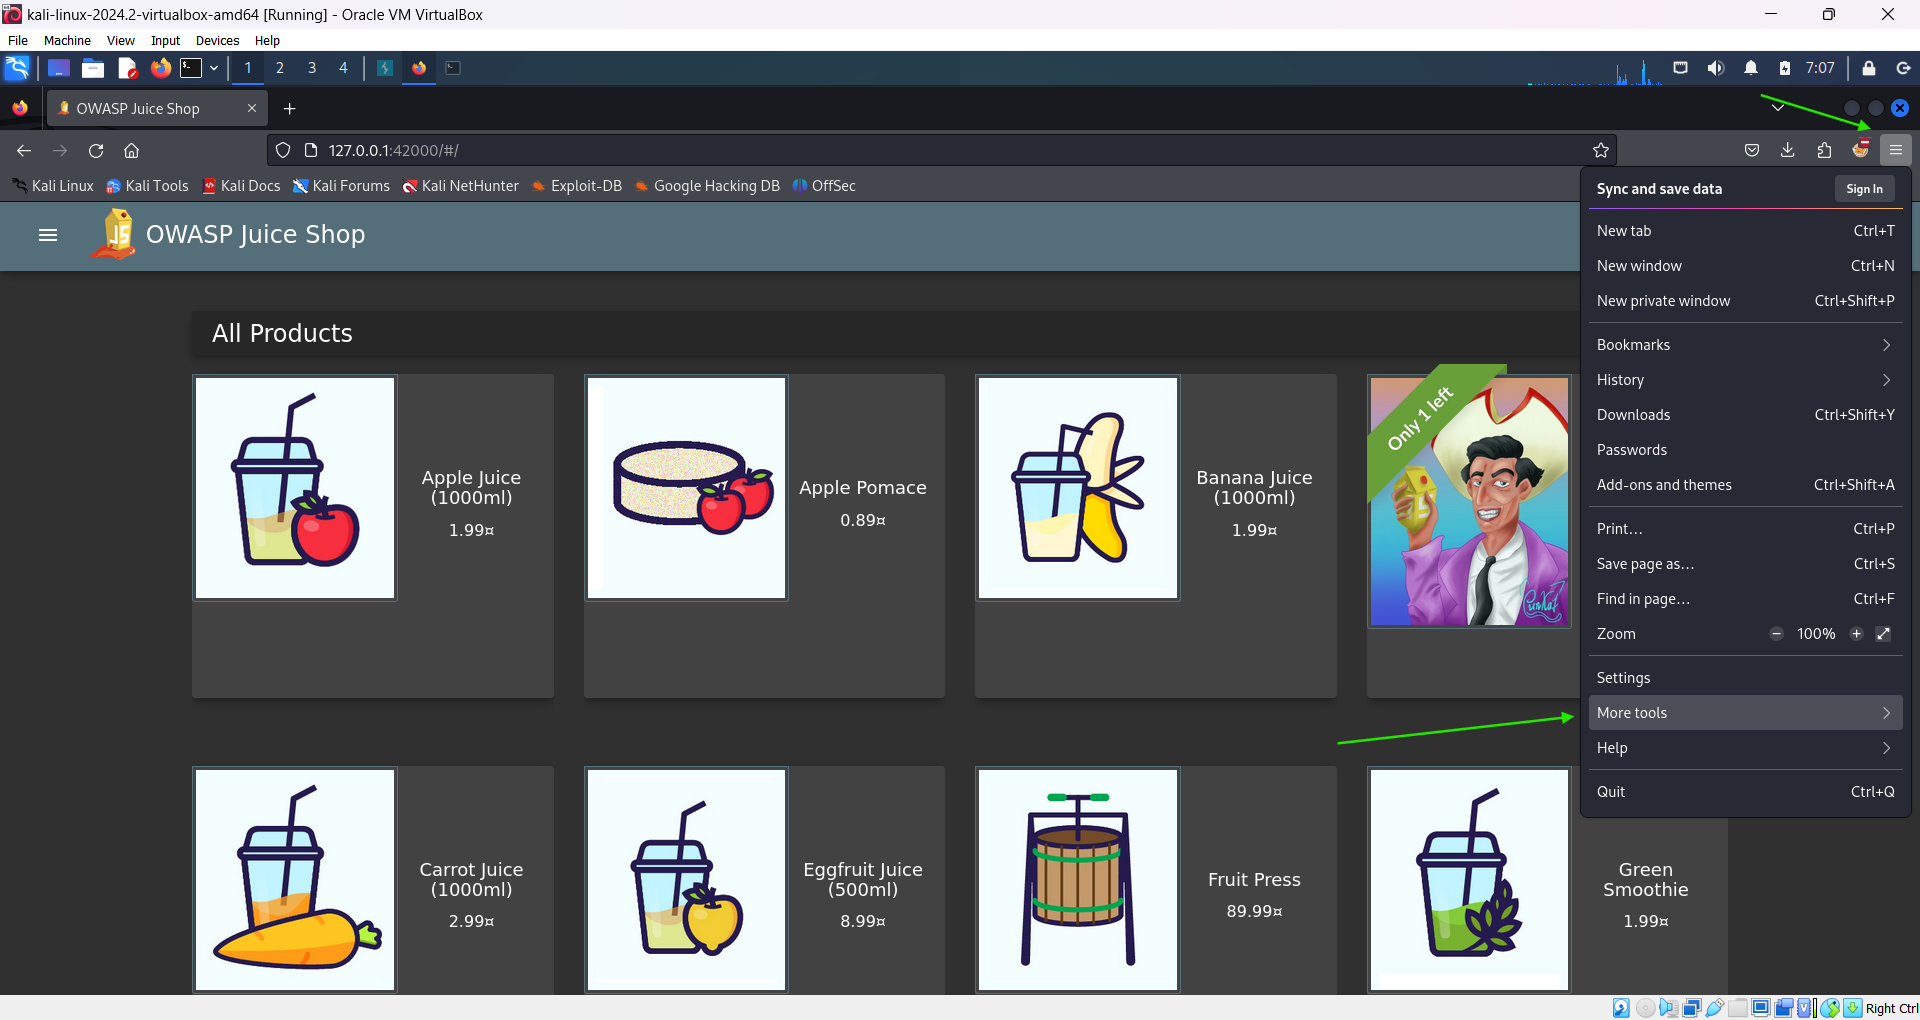 kali-linux-2024.2-virtualbox-amd64 [Running] - Oracle VM VirtualBox
File Machine View Input Devices Help
1 2 3 4 7:07
OWASP Juice Shop
127.0.0.1:42000/#/
Kali Linux Kali Tools Kali Docs Kali Forums Kali NetHunter Exploit-DB Google Hacking DB OffSec
JS OWASP Juice Shop
All Products
Apple Juice
(1000ml)
1.99¤
Apple Pomace
0.89¤
Banana Juice
(1000ml)
1.99¤
Only 1 left
Carrot Juice
(1000ml)
2.99¤
Eggfruit Juice
(500ml)
8.99¤
Fruit Press
89.99¤
Green
Smoothie
1.99¤
Sync and save data Sign In
New tab Ctrl+T
New window Ctrl+N
New private window Ctrl+Shift+P
Bookmarks
History
Downloads Ctrl+Shift+Y
Passwords
Add-ons and themes Ctrl+Shift+A
Print… Ctrl+P
Save page as… Ctrl+S
Find in page… Ctrl+F
Zoom 100%
Settings
More tools
Help
Quit Ctrl+Q
Right Ctrl